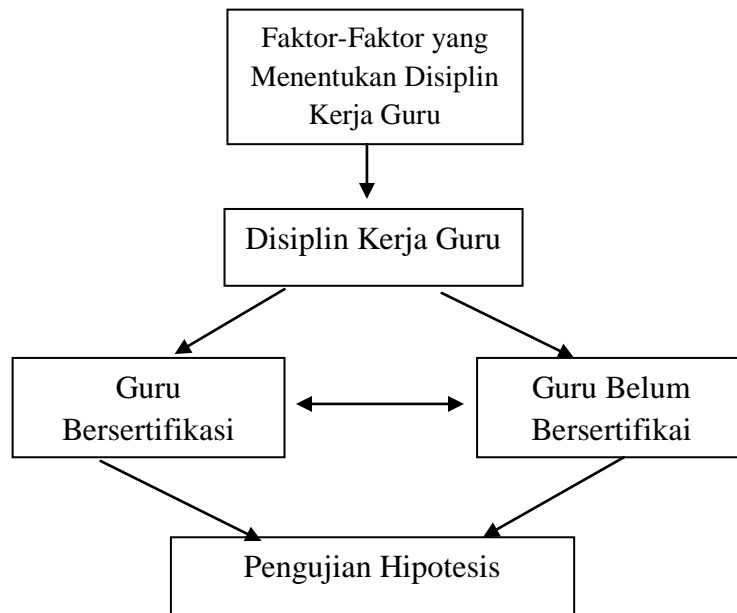 Faktor-Faktor yang
Menentukan Disiplin
Kerja Guru
Disiplin Kerja Guru
Guru
Bersertifikasi
Guru Belum
Bersertifikai
Pengujian Hipotesis